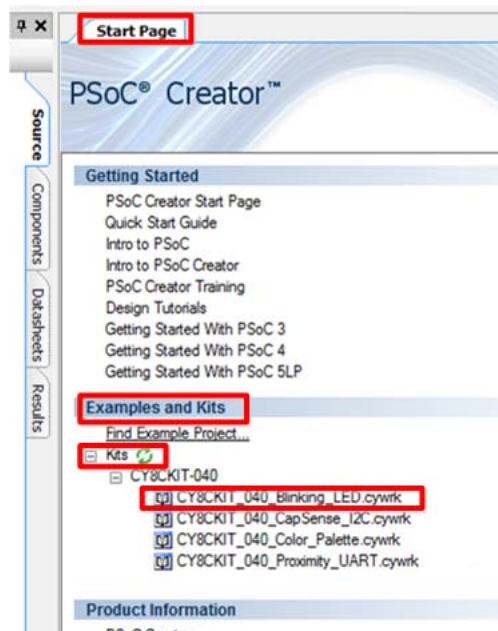 Start Page
PSoC® Creator™
Source
Components
Datasheets
Results
Getting Started
PSoC Creator Start Page
Quick Start Guide
Intro to PSoC
Intro to PSoC Creator
PSoC Creator Training
Design Tutorials
Getting Started With PSoC 3
Getting Started With PSoC 4
Getting Started With PSoC 5LP
Examples and Kits
Find Example Project...
Kits
CY8CKIT-040
CY8CKIT_040_Blinking_LED.cywrk
CY8CKIT_040_CapSense_I2C.cywrk
CY8CKIT_040_Color_Palette.cywrk
CY8CKIT_040_Proximity_UART.cywrk
Product Information